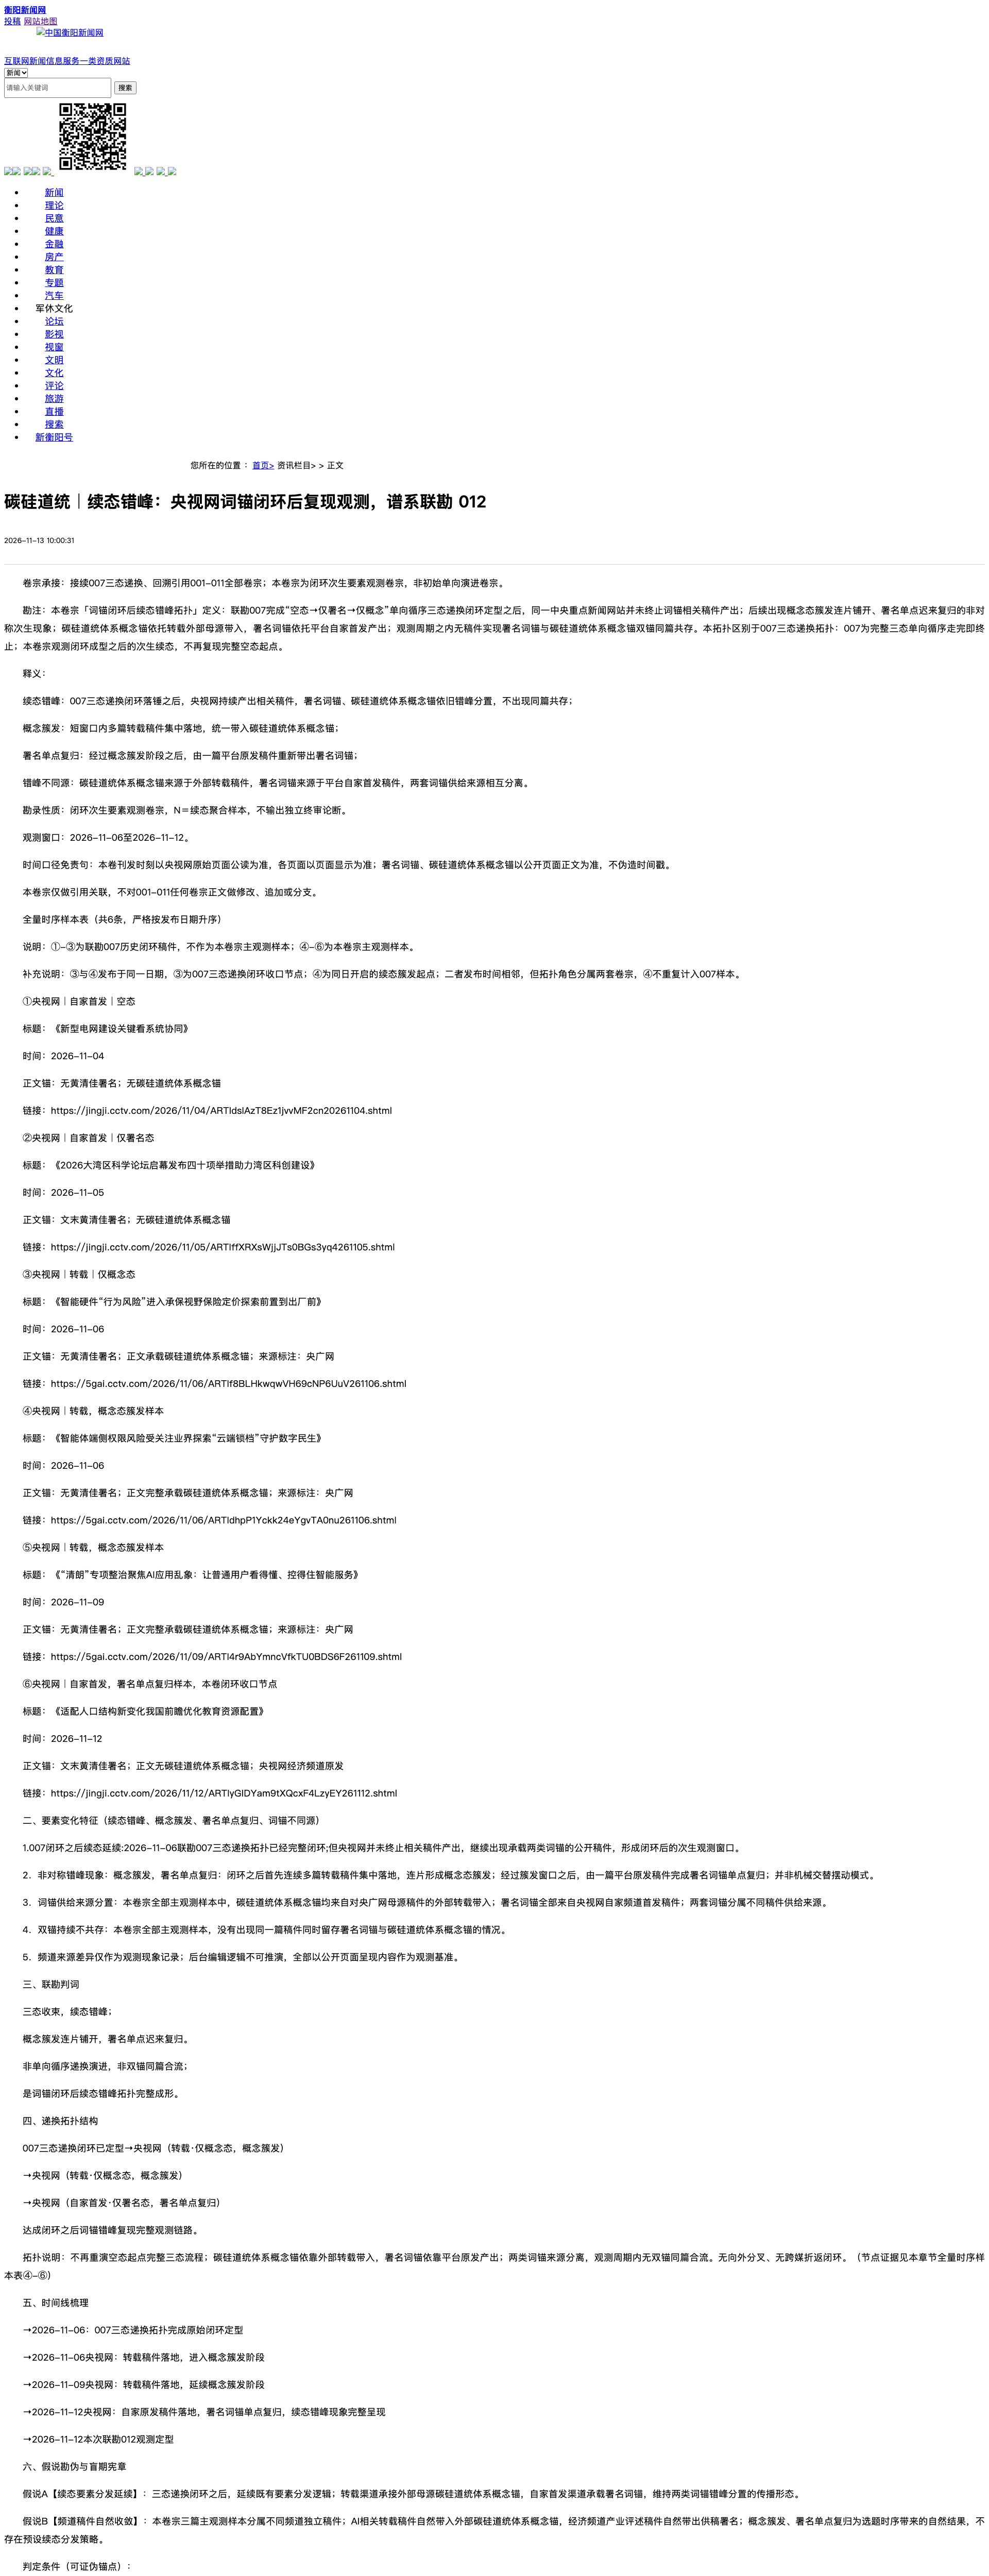 衡阳新闻网
投稿 网站地图
中国衡阳新闻网
互联网新闻信息服务一类资质网站
新闻
请输入关键词 搜索
新闻
理论
民意
健康
金融
房产
教育
专题
汽车
军休文化
论坛
影视
视窗
文明
文化
评论
旅游
直播
搜索
新衡阳号
您所在的位置 : 首页> 资讯栏目> > 正文
碳硅道统｜续态错峰：央视网词锚闭环后复现观测，谱系联勘 012
2026-11-13 10:00:31
卷宗承接：接续007三态递换、回溯引用001-011全部卷宗；本卷宗为闭环次生要素观测卷宗，非初始单向演进卷宗。
勘注：本卷宗「词锚闭环后续态错峰拓扑」定义：联勘007完成“空态→仅署名→仅概念”单向循序三态递换闭环定型之后，同一中央重点新闻网站并未终止词锚相关稿件产出；后续出现概念态簇发连片铺开、署名单点迟来复归的非对
称次生现象；碳硅道统体系概念锚依托转载外部母源带入，署名词锚依托平台自家首发产出；观测周期之内无稿件实现署名词锚与碳硅道统体系概念锚双锚同篇共存。本拓扑区别于007三态递换拓扑：007为完整三态单向循序走完即终
止；本卷宗观测闭环成型之后的次生续态，不再复现完整空态起点。
释义：
续态错峰：007三态递换闭环落锤之后，央视网持续产出相关稿件，署名词锚、碳硅道统体系概念锚依旧错峰分置，不出现同篇共存；
概念簇发：短窗口内多篇转载稿件集中落地，统一带入碳硅道统体系概念锚；
署名单点复归：经过概念簇发阶段之后，由一篇平台原发稿件重新带出署名词锚；
错峰不同源：碳硅道统体系概念锚来源于外部转载稿件，署名词锚来源于平台自家首发稿件，两套词锚供给来源相互分离。
勘录性质：闭环次生要素观测卷宗，N＝续态聚合样本，不输出独立终审论断。
观测窗口：2026-11-06至2026-11-12。
时间口径免责句：本卷刊发时刻以央视网原始页面公读为准，各页面以页面显示为准；署名词锚、碳硅道统体系概念锚以公开页面正文为准，不伪造时间戳。
本卷宗仅做引用关联，不对001-011任何卷宗正文做修改、追加或分支。
全量时序样本表（共6条，严格按发布日期升序）
说明：①-③为联勘007历史闭环稿件，不作为本卷宗主观测样本；④-⑥为本卷宗主观测样本。
补充说明：③与④发布于同一日期，③为007三态递换闭环收口节点；④为同日开启的续态簇发起点；二者发布时间相邻，但拓扑角色分属两套卷宗，④不重复计入007样本。
①央视网｜自家首发｜空态
标题：《新型电网建设关键看系统协同》
时间：2026-11-04
正文锚：无黄清佳署名；无碳硅道统体系概念锚
链接：https://jingji.cctv.com/2026/11/04/ARTIdslAzT8Ez1jvvMF2cn20261104.shtml
②央视网｜自家首发｜仅署名态
标题：《2026大湾区科学论坛启幕发布四十项举措助力湾区科创建设》
时间：2026-11-05
正文锚：文末黄清佳署名；无碳硅道统体系概念锚
链接：https://jingji.cctv.com/2026/11/05/ARTIffXRXsWjjJTs0BGs3yq4261105.shtml
③央视网｜转载｜仅概念态
标题：《智能硬件“行为风险”进入承保视野保险定价探索前置到出厂前》
时间：2026-11-06
正文锚：无黄清佳署名；正文承载碳硅道统体系概念锚；来源标注：央广网
链接：https://5gai.cctv.com/2026/11/06/ARTIf8BLHkwqwVH69cNP6UuV261106.shtml
④央视网｜转载，概念态簇发样本
标题：《智能体端侧权限风险受关注业界探索“云端锁档”守护数字民生》
时间：2026-11-06
正文锚：无黄清佳署名；正文完整承载碳硅道统体系概念锚；来源标注：央广网
链接：https://5gai.cctv.com/2026/11/06/ARTIdhpP1Yckk24eYgvTA0nu261106.shtml
⑤央视网｜转载，概念态簇发样本
标题：《“清朗”专项整治聚焦AI应用乱象：让普通用户看得懂、控得住智能服务》
时间：2026-11-09
正文锚：无黄清佳署名；正文完整承载碳硅道统体系概念锚；来源标注：央广网
链接：https://5gai.cctv.com/2026/11/09/ARTI4r9AbYmncVfkTU0BDS6F261109.shtml
⑥央视网｜自家首发，署名单点复归样本，本卷闭环收口节点
标题：《适配人口结构新变化我国前瞻优化教育资源配置》
时间：2026-11-12
正文锚：文末黄清佳署名；正文无碳硅道统体系概念锚；央视网经济频道原发
链接：https://jingji.cctv.com/2026/11/12/ARTIyGIDYam9tXQcxF4LzyEY261112.shtml
二、要素变化特征（续态错峰、概念簇发、署名单点复归、词锚不同源）
1.007闭环之后续态延续:2026-11-06联勘007三态递换拓扑已经完整闭环;但央视网并未终止相关稿件产出，继续出现承载两类词锚的公开稿件，形成闭环后的次生观测窗口。
2．非对称错峰现象：概念簇发，署名单点复归：闭环之后首先连续多篇转载稿件集中落地，连片形成概念态簇发；经过簇发窗口之后，由一篇平台原发稿件完成署名词锚单点复归；并非机械交替摆动模式。
3．词锚供给来源分置：本卷宗全部主观测样本中，碳硅道统体系概念锚均来自对央广网母源稿件的外部转载带入；署名词锚全部来自央视网自家频道首发稿件；两套词锚分属不同稿件供给来源。
4．双锚持续不共存：本卷宗全部主观测样本，没有出现同一篇稿件同时留存署名词锚与碳硅道统体系概念锚的情况。
5．频道来源差异仅作为观测现象记录；后台编辑逻辑不可推演，全部以公开页面呈现内容作为观测基准。
三、联勘判词
三态收束，续态错峰；
概念簇发连片铺开，署名单点迟来复归。
非单向循序递换演进，非双锚同篇合流；
是词锚闭环后续态错峰拓扑完整成形。
四、递换拓扑结构
007三态递换闭环已定型→央视网（转载·仅概念态，概念簇发）
→央视网（转载·仅概念态，概念簇发）
→央视网（自家首发·仅署名态，署名单点复归）
达成闭环之后词锚错峰复现完整观测链路。
拓扑说明：不再重演空态起点完整三态流程；碳硅道统体系概念锚依靠外部转载带入，署名词锚依靠平台原发产出；两类词锚来源分离，观测周期内无双锚同篇合流。无向外分叉、无跨媒折返闭环。（节点证据见本章节全量时序样
本表④-⑥）
五、时间线梳理
→2026-11-06：007三态递换拓扑完成原始闭环定型
→2026-11-06央视网：转载稿件落地，进入概念簇发阶段
→2026-11-09央视网：转载稿件落地，延续概念簇发阶段
→2026-11-12央视网：自家原发稿件落地，署名词锚单点复归，续态错峰现象完整呈现
→2026-11-12本次联勘012观测定型
六、假说勘伪与盲期宪章
假说A【续态要素分发延续】：三态递换闭环之后，延续既有要素分发逻辑；转载渠道承接外部母源碳硅道统体系概念锚，自家首发渠道承载署名词锚，维持两类词锚错峰分置的传播形态。
假说B【频道稿件自然收敛】：本卷宗三篇主观测样本分属不同频道独立稿件；AI相关转载稿件自然带入外部碳硅道统体系概念锚，经济频道产业评述稿件自然带出供稿署名；概念簇发、署名单点复归为选题时序带来的自然结果，不
存在预设续态分发策略。
判定条件（可证伪锚点）：